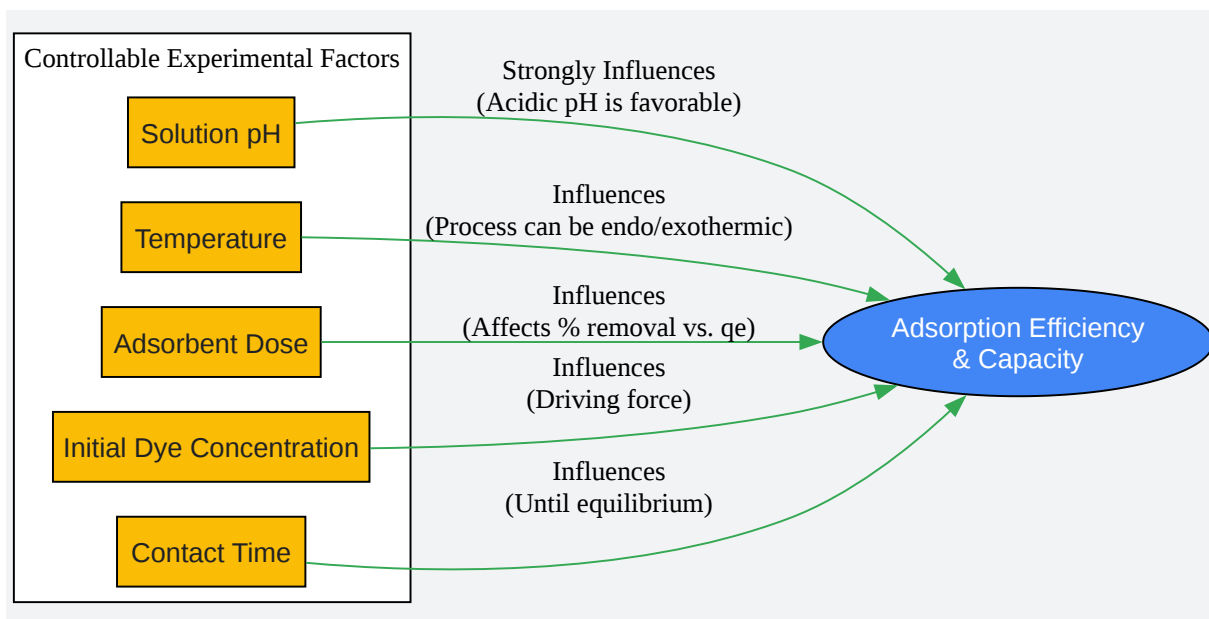 Controllable Experimental Factors
Solution pH
Strongly Influences
(Acidic pH is favorable)
Temperature
Influences
(Process can be endo/exothermic)
Adsorbent Dose
Influences
(Affects % removal vs. qe)
Initial Dye Concentration
Influences
(Driving force)
Contact Time
Influences
(Until equilibrium)
Adsorption Efficiency
& Capacity